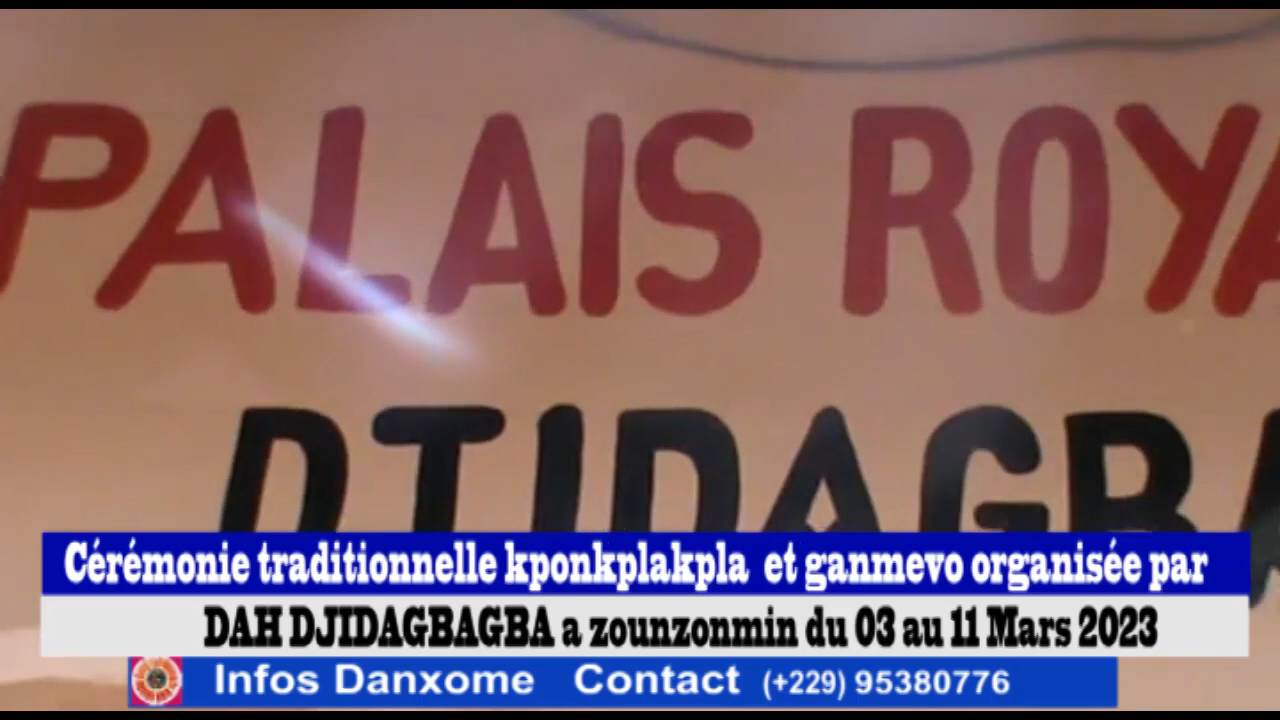 PALAIS ROYA
DJIDAGBA
Cérémonie traditionnelle kponkplakpla et ganmevo organisée par
DAH DJIDAGBAGBA a zounzonmin du 03 au 11 Mars 2023
Infos Danxome Contact (+229) 95380776